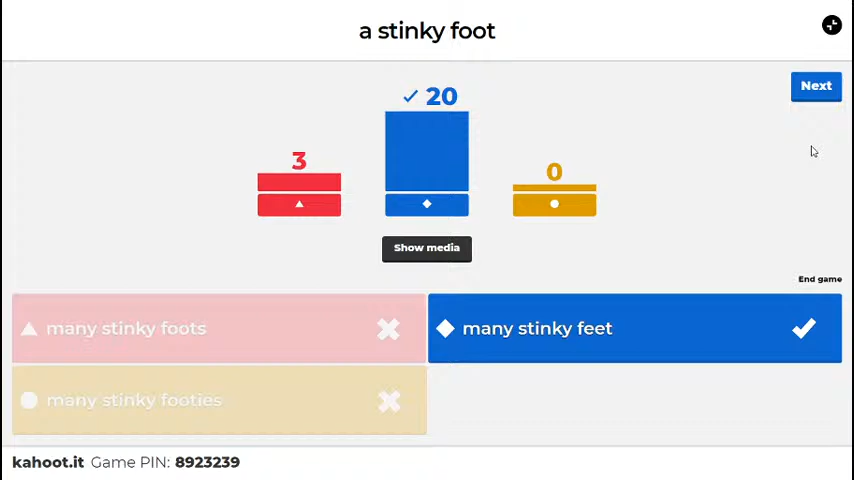 a stinky foot
Next
20
3
0
Show media
End game
many stinky foots
many stinky feet
many stinky footies
kahoot.it Game PIN: 8923239